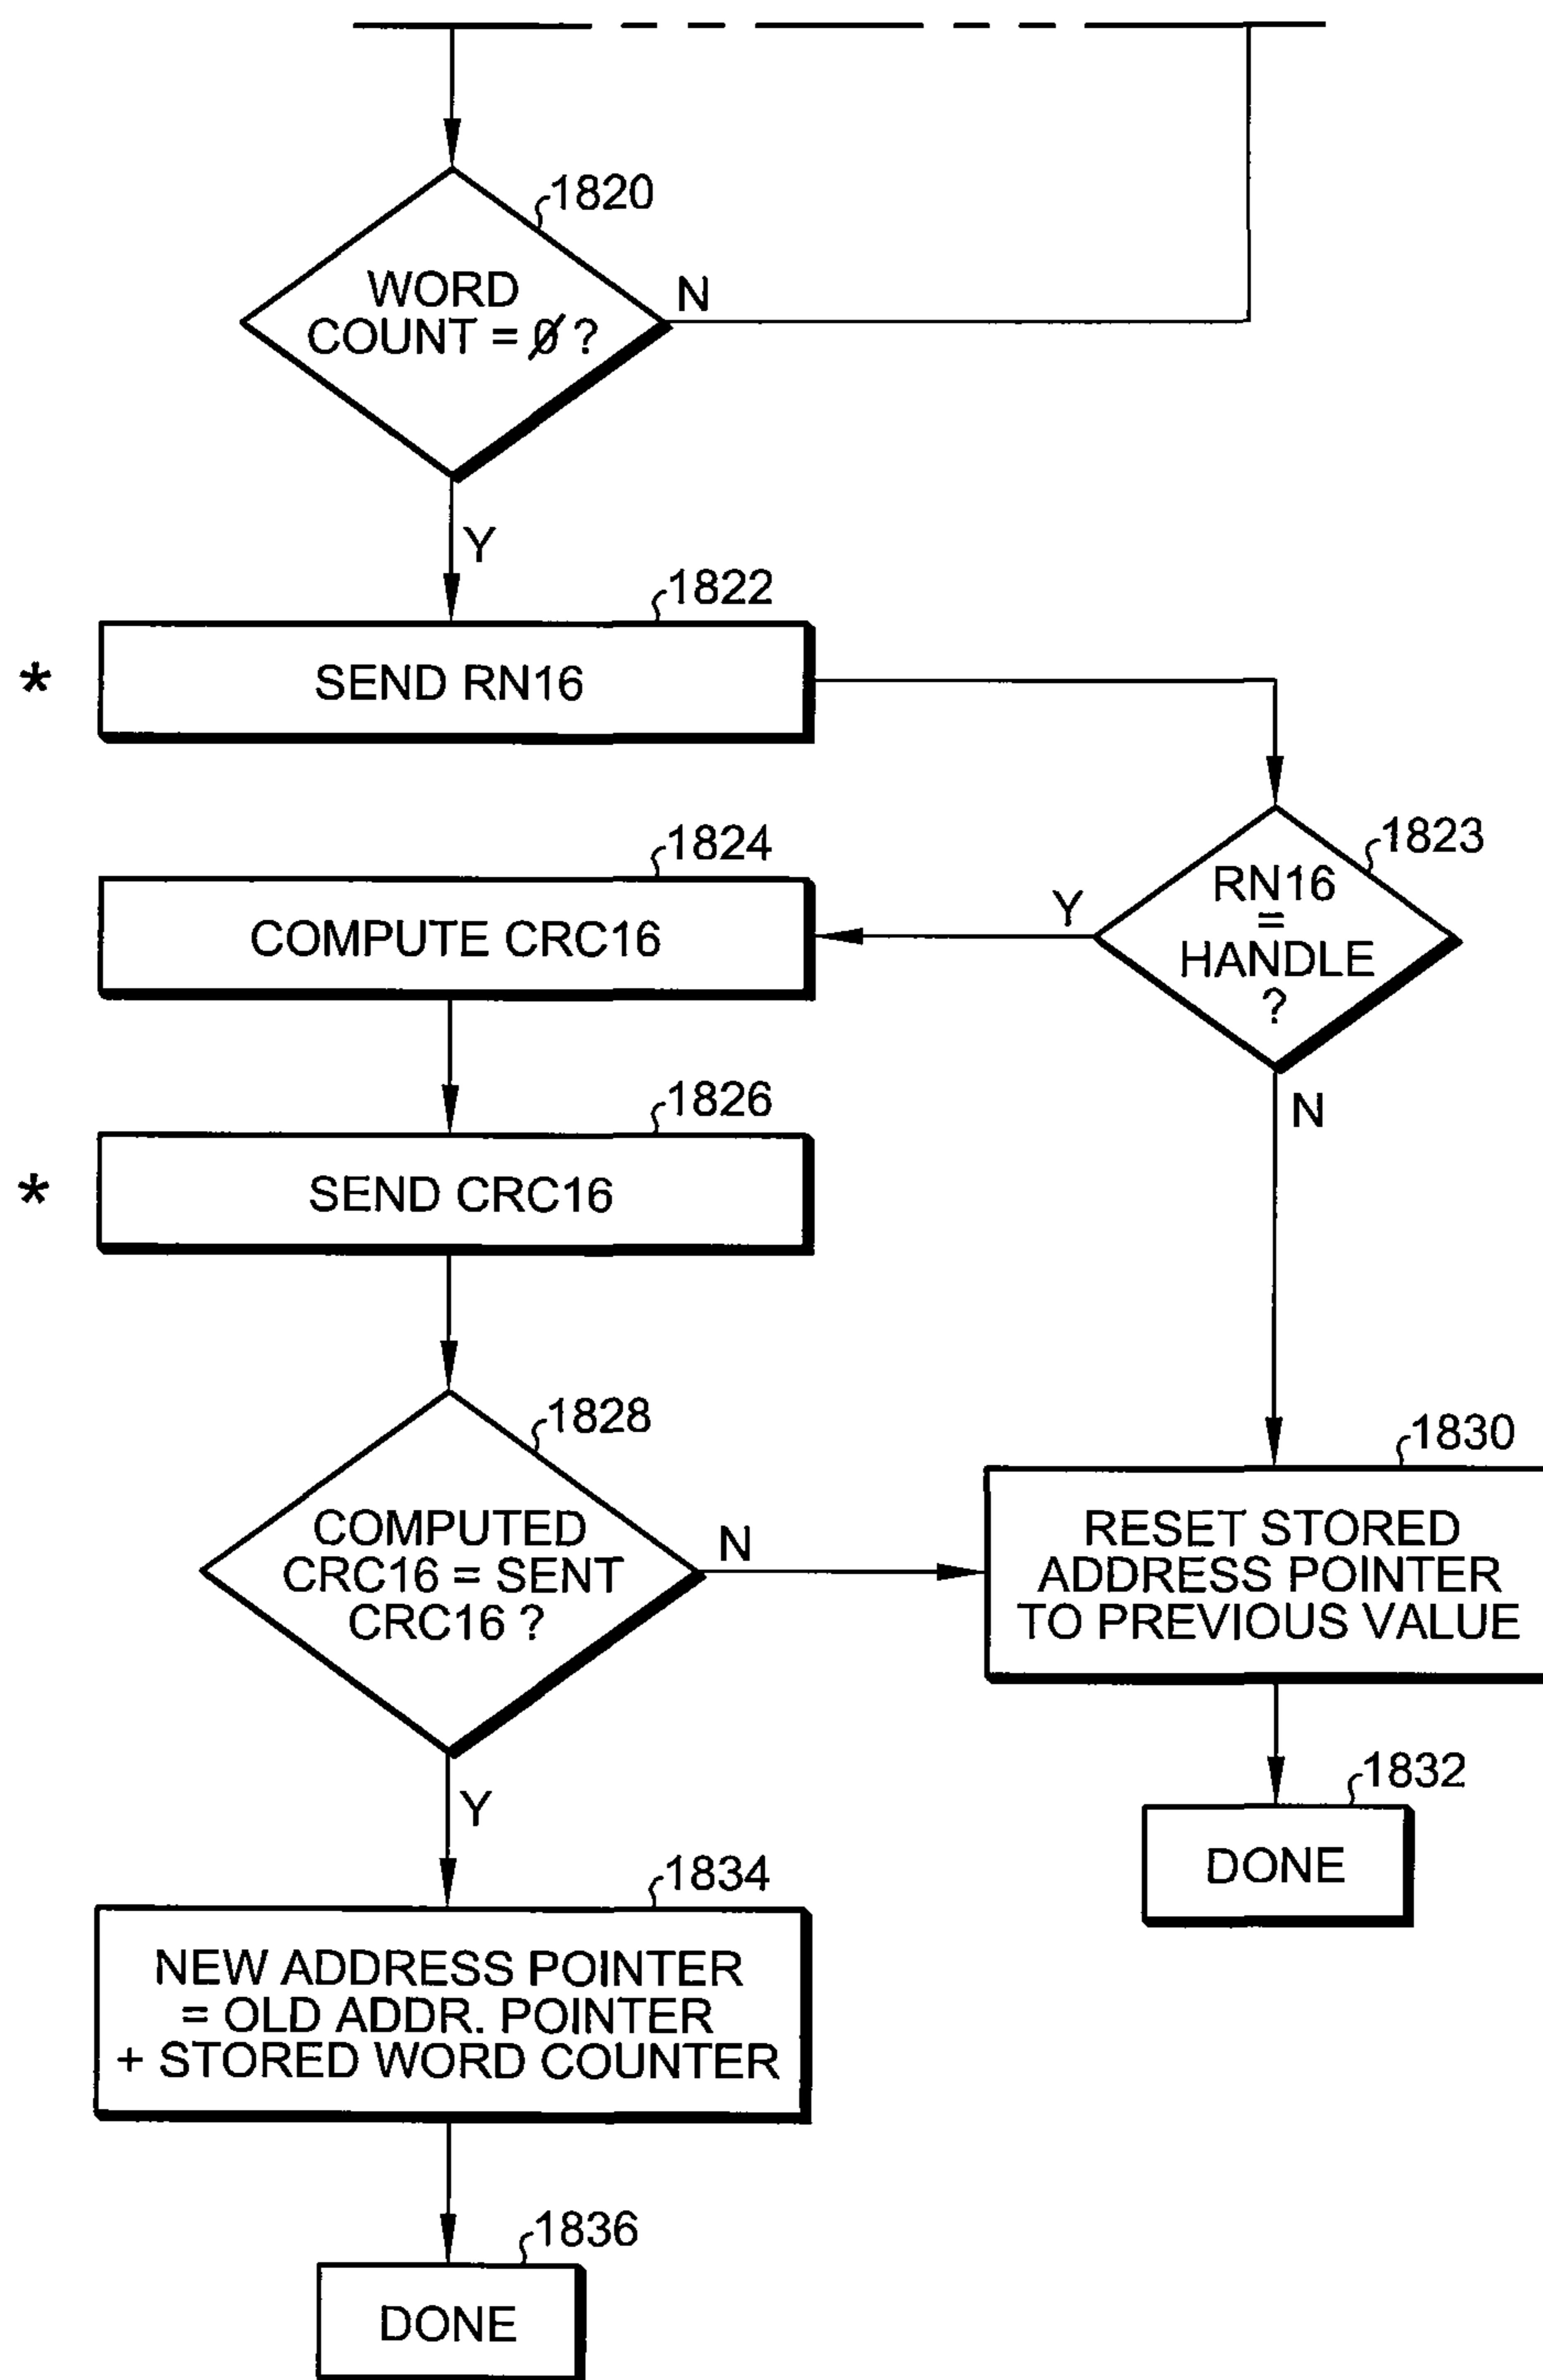 1820
WORD
COUNT = 0̸ ?
N
Y
1822
*
SEND RN16
1823
RN16
=
HANDLE
?
Y
N
1824
COMPUTE CRC16
1826
*
SEND CRC16
1828
COMPUTED
CRC16 = SENT
CRC16 ?
N
Y
1830
RESET STORED
ADDRESS POINTER
TO PREVIOUS VALUE
1832
DONE
1834
NEW ADDRESS POINTER
= OLD ADDR. POINTER
+ STORED WORD COUNTER
1836
DONE